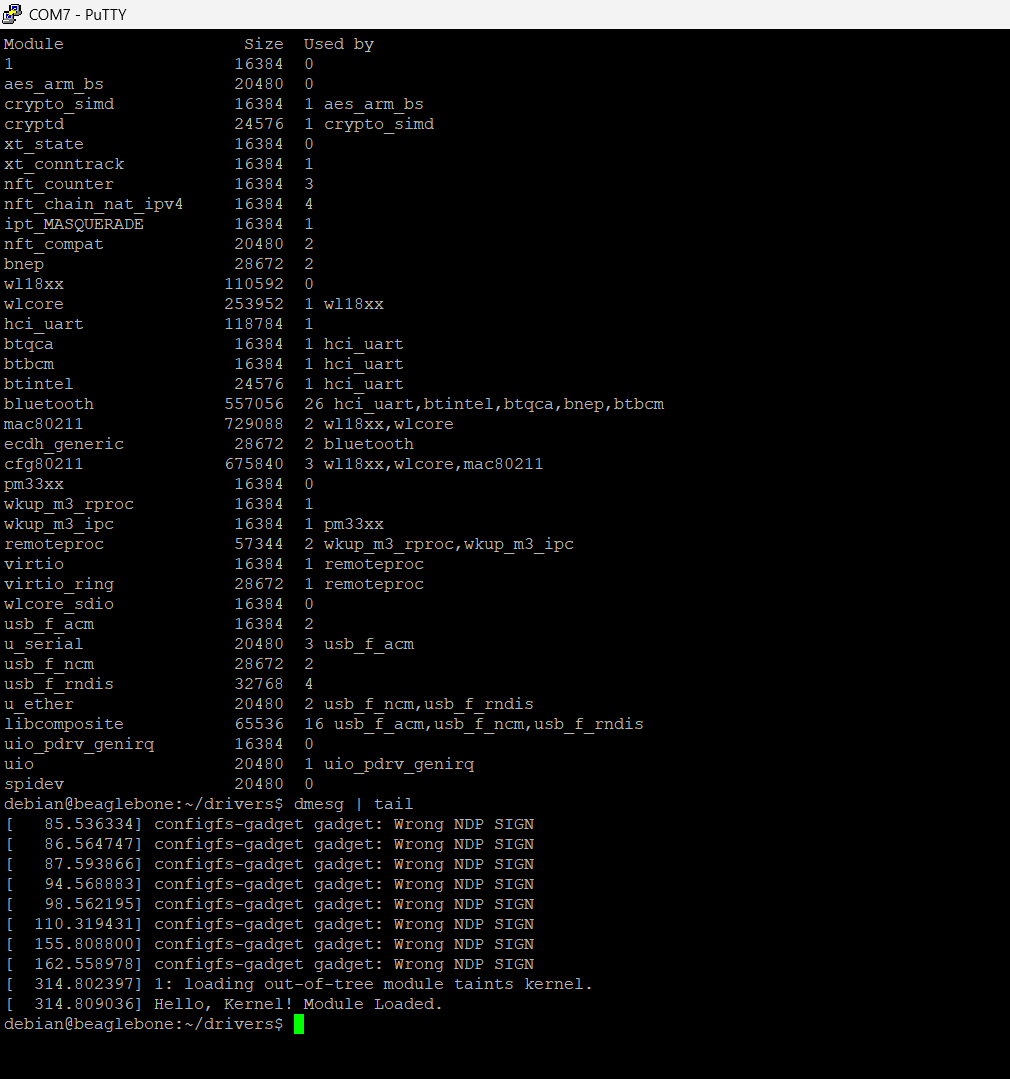 COM7 - PuTTY
Module                  Size  Used by
1                      16384  0
aes_arm_bs             20480  0
crypto_simd            16384  1 aes_arm_bs
cryptd                 24576  1 crypto_simd
xt_state               16384  0
xt_conntrack           16384  1
nft_counter            16384  3
nft_chain_nat_ipv4     16384  4
ipt_MASQUERADE         16384  1
nft_compat             20480  2
bnep                   28672  2
wl18xx                110592  0
wlcore                253952  1 wl18xx
hci_uart              118784  1
btqca                  16384  1 hci_uart
btbcm                  16384  1 hci_uart
btintel                24576  1 hci_uart
bluetooth             557056  26 hci_uart,btintel,btqca,bnep,btbcm
mac80211              729088  2 wl18xx,wlcore
ecdh_generic           28672  2 bluetooth
cfg80211              675840  3 wl18xx,wlcore,mac80211
pm33xx                 16384  0
wkup_m3_rproc          16384  1
wkup_m3_ipc            16384  1 pm33xx
remoteproc             57344  2 wkup_m3_rproc,wkup_m3_ipc
virtio                 16384  1 remoteproc
virtio_ring            28672  1 remoteproc
wlcore_sdio            16384  0
usb_f_acm              16384  2
u_serial               20480  3 usb_f_acm
usb_f_ncm              28672  2
usb_f_rndis            32768  4
u_ether                20480  2 usb_f_ncm,usb_f_rndis
libcomposite           65536  16 usb_f_acm,usb_f_ncm,usb_f_rndis
uio_pdrv_genirq        16384  0
uio                    20480  1 uio_pdrv_genirq
spidev                 20480  0
debian@beaglebone:~/drivers$ dmesg | tail
[   85.536334] configfs-gadget gadget: Wrong NDP SIGN
[   86.564747] configfs-gadget gadget: Wrong NDP SIGN
[   87.593866] configfs-gadget gadget: Wrong NDP SIGN
[   94.568883] configfs-gadget gadget: Wrong NDP SIGN
[   98.562195] configfs-gadget gadget: Wrong NDP SIGN
[  110.319431] configfs-gadget gadget: Wrong NDP SIGN
[  155.808800] configfs-gadget gadget: Wrong NDP SIGN
[  162.558978] configfs-gadget gadget: Wrong NDP SIGN
[  314.802397] 1: loading out-of-tree module taints kernel.
[  314.809036] Hello, Kernel! Module Loaded.
debian@beaglebone:~/drivers$